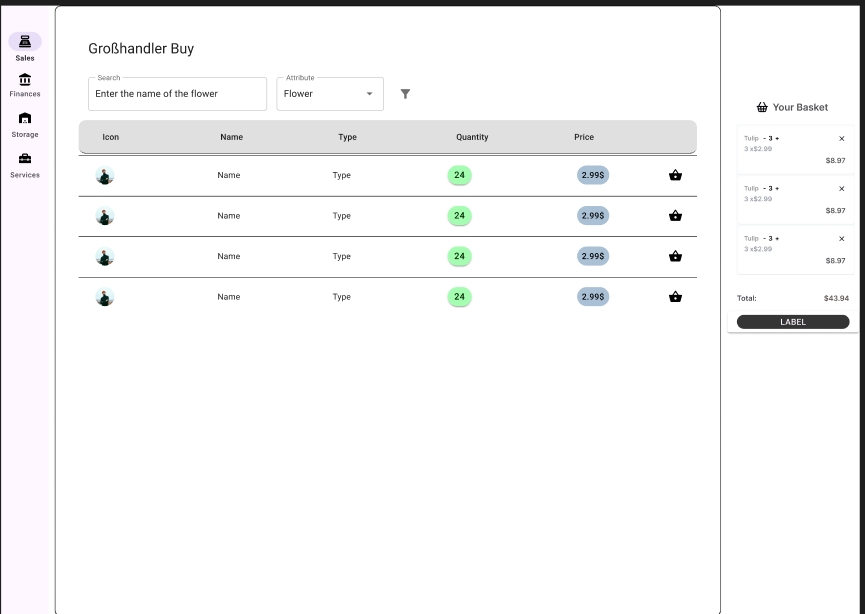 Sales
Finances
Storage
Services
Großhandler Buy
Search
Enter the name of the flower
Attribute
Flower
Icon Name Type Quantity Price
Name Type 24 2.99$
Name Type 24 2.99$
Name Type 24 2.99$
Name Type 24 2.99$
Your Basket
Tulip - 3 + ×
3 x$2.99
$8.97
Tulip - 3 + ×
3 x$2.99
$8.97
Tulip - 3 + ×
3 x$2.99
$8.97
Total: $43.94
LABEL